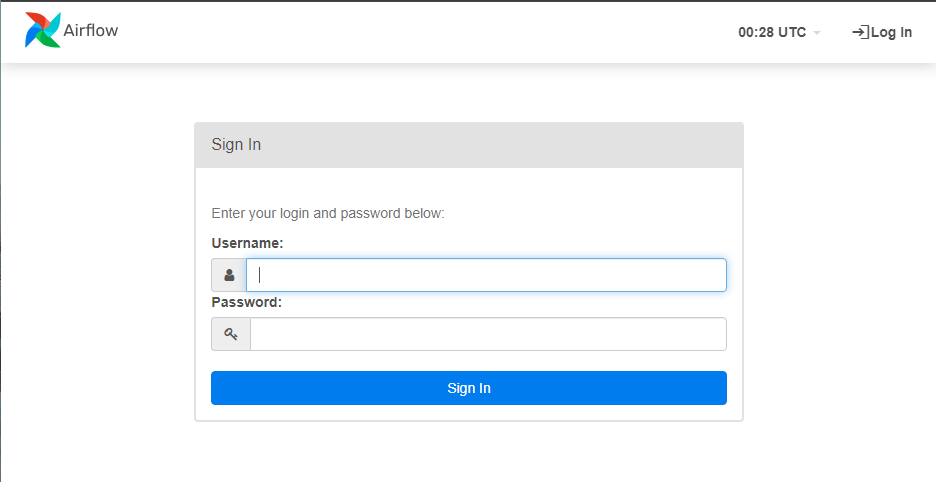 Airflow
00:28 UTC
Log In
Sign In
Enter your login and password below:
Username:
Password:
Sign In